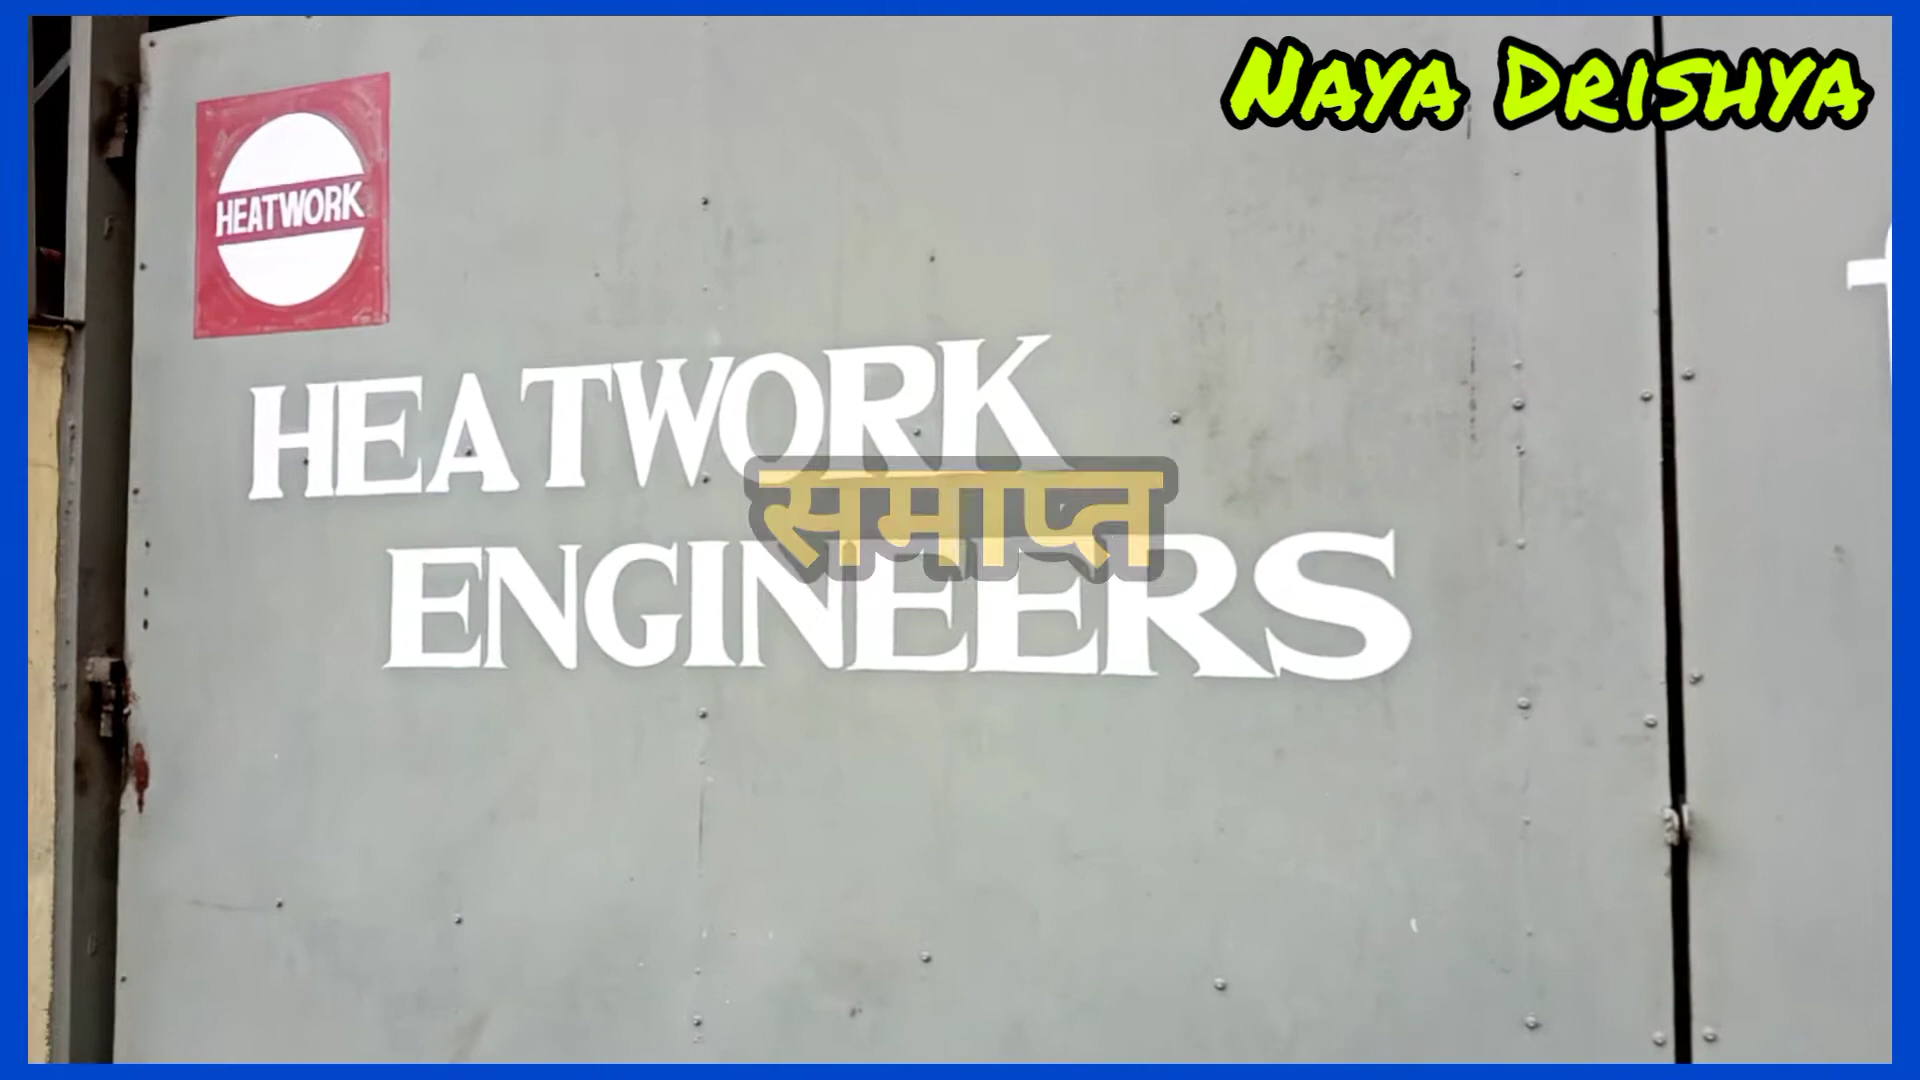 Naya Drishya
HEATWORK
HEATWORK
समाप्त
ENGINEERS